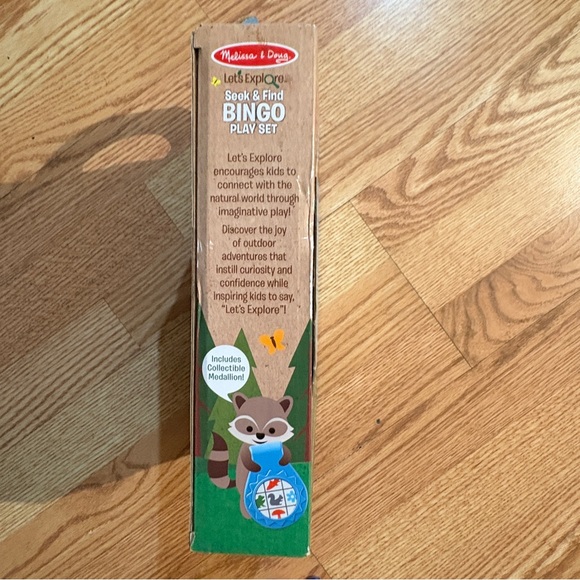 Melissa & Doug
Let's Explore™
Seek & Find
BINGO
PLAY SET
Let's Explore
encourages kids to
connect with the
natural world through
imaginative play!
Discover the joy
of outdoor
adventures that
instill curiosity and
confidence while
inspiring kids to say,
"Let's Explore"!
Includes
Collectible
Medallion!